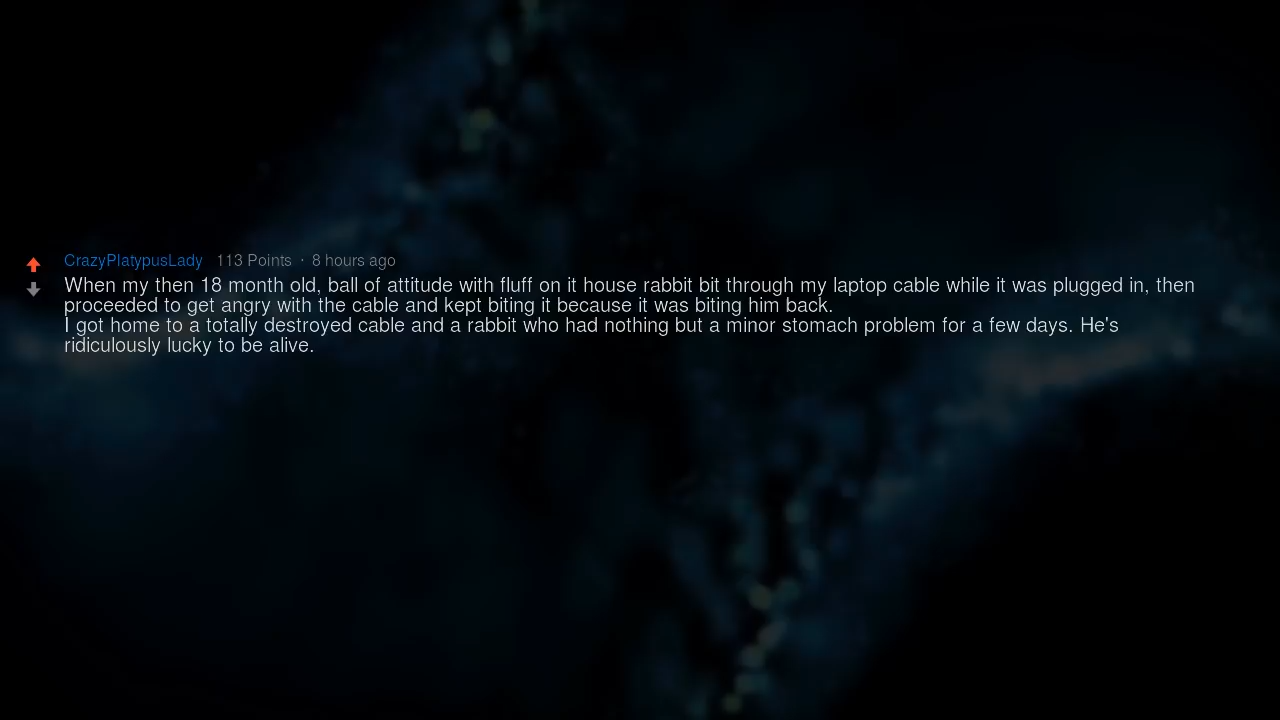 CrazyPlatypusLady 113 Points · 8 hours ago
When my then 18 month old, ball of attitude with fluff on it house rabbit bit through my laptop cable while it was plugged in, then
proceeded to get angry with the cable and kept biting it because it was biting him back.
I got home to a totally destroyed cable and a rabbit who had nothing but a minor stomach problem for a few days. He's
ridiculously lucky to be alive.